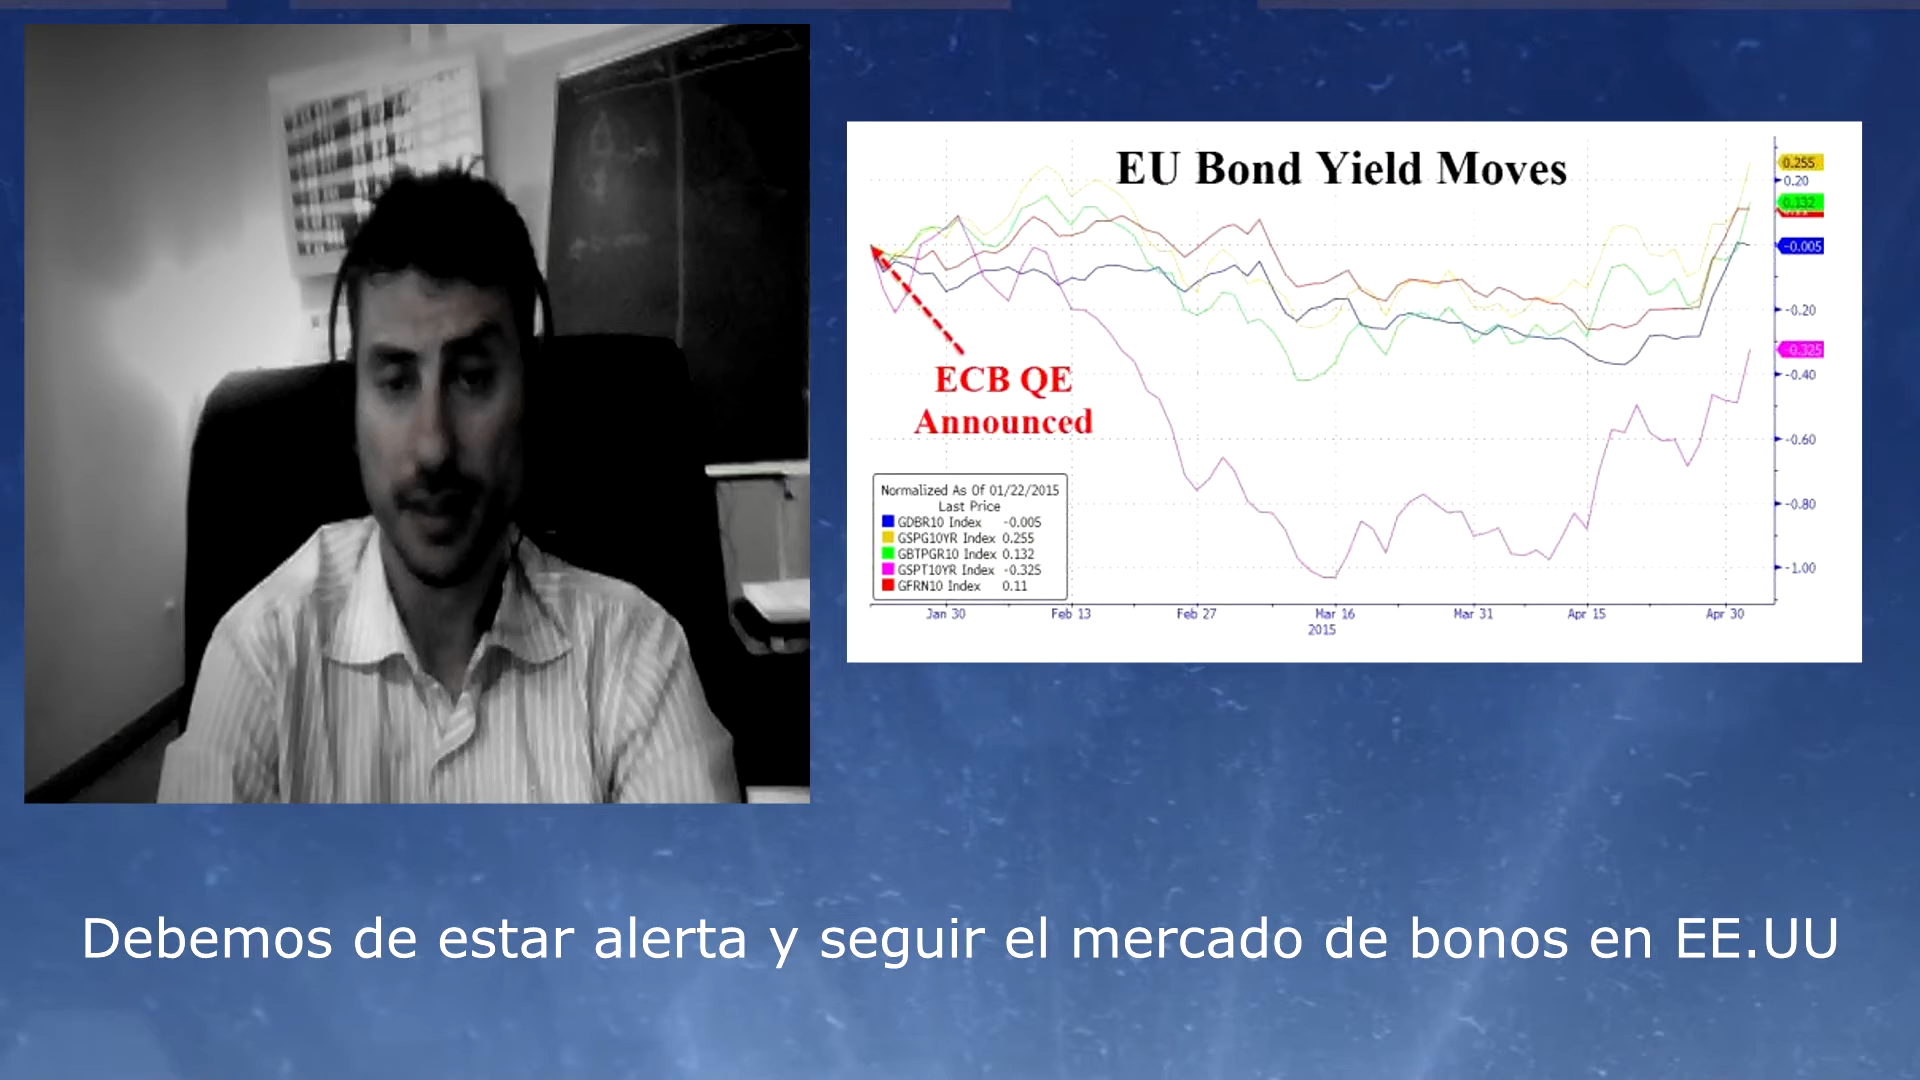 EU Bond Yield Moves
ECB QE
Announced
Normalized As Of 01/22/2015
Last Price
GDBR10 Index -0.005
GSPG10YR Index 0.255
GBTPGR10 Index 0.132
GSPT10YR Index -0.325
GFRN10 Index 0.11
0.255
0.20
0.132
-0.005
-0.20
-0.325
-0.40
-0.60
-0.80
-1.00
Jan 30 Feb 13 Feb 27 Mar 16 Mar 31 Apr 15 Apr 30
2015
Debemos de estar alerta y seguir el mercado de bonos en EE.UU